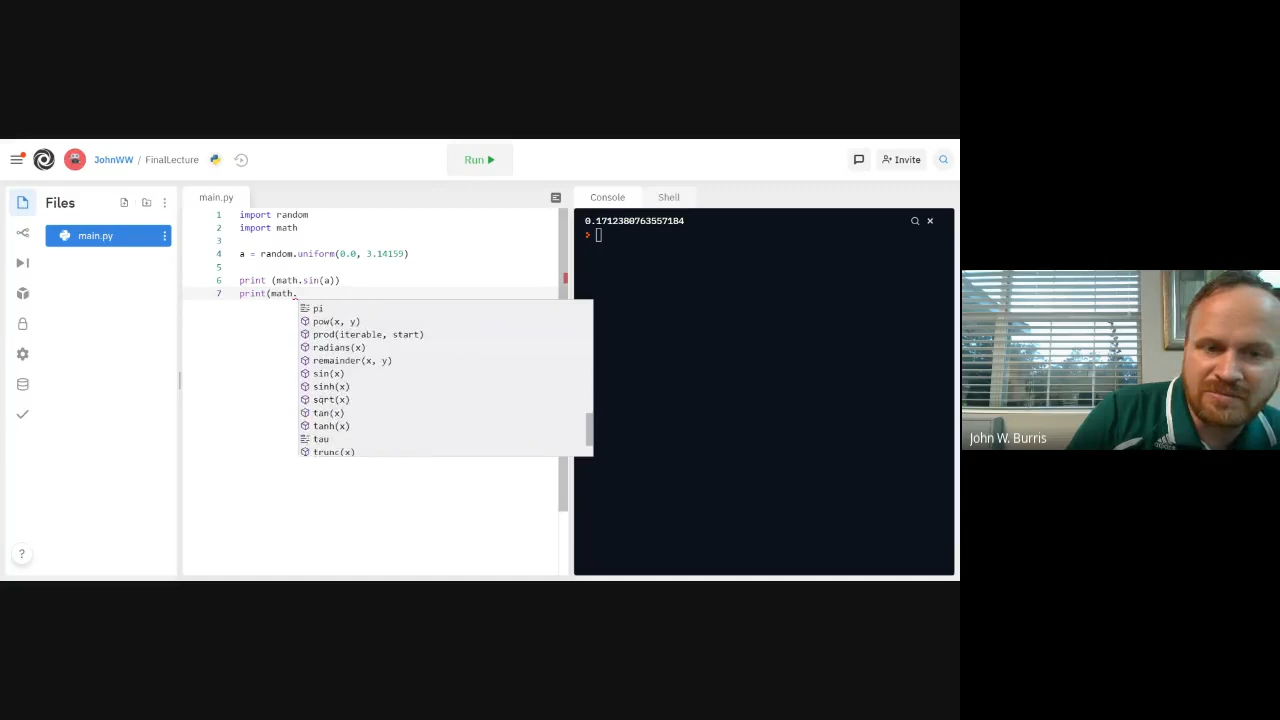 JohnWW / FinalLecture
Run
Invite
Files
main.py
main.py
Console
Shell
1 import random
2 import math
3
4 a = random.uniform(0.0, 3.14159)
5
6 print (math.sin(a))
7 print(math.
pi
pow(x, y)
prod(iterable, start)
radians(x)
remainder(x, y)
sin(x)
sinh(x)
sqrt(x)
tan(x)
tanh(x)
tau
trunc(x)
0.1712380763557184
>
?
John W. Burris
adidas